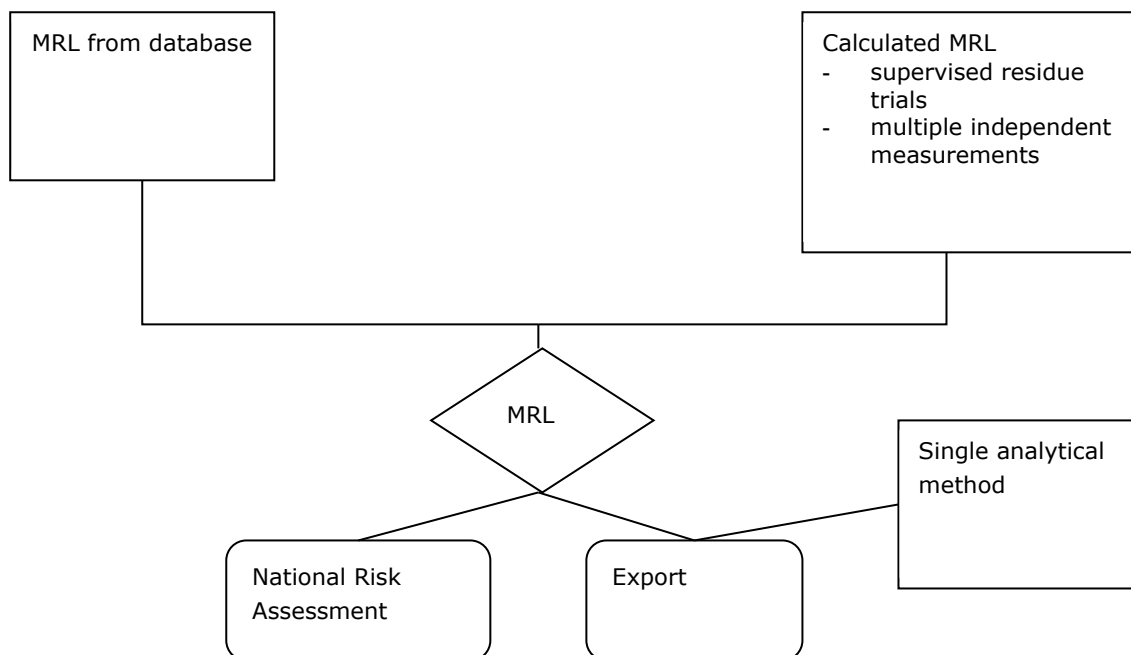 MRL from database
Calculated MRL
- supervised residue
trials
- multiple independent
measurements
MRL
Single analytical
method
National Risk
Assessment
Export